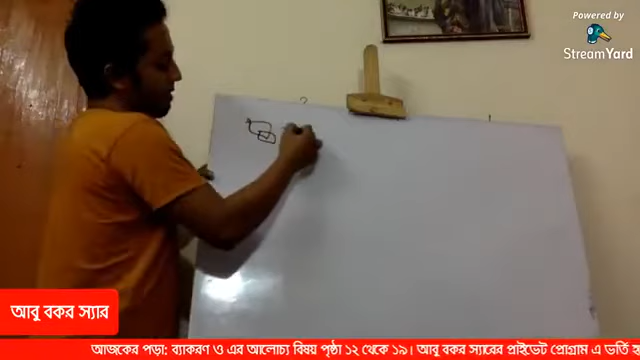 Powered by
StreamYard
আবু বকর স্যার
আজকের পড়া: ব্যাকরণ ও এর আলোচ্য বিষয় পৃষ্ঠা ১২ থেকে ১৯। আবু বকর স্যারের প্রাইভেট প্রোগ্রাম এ ভর্তি